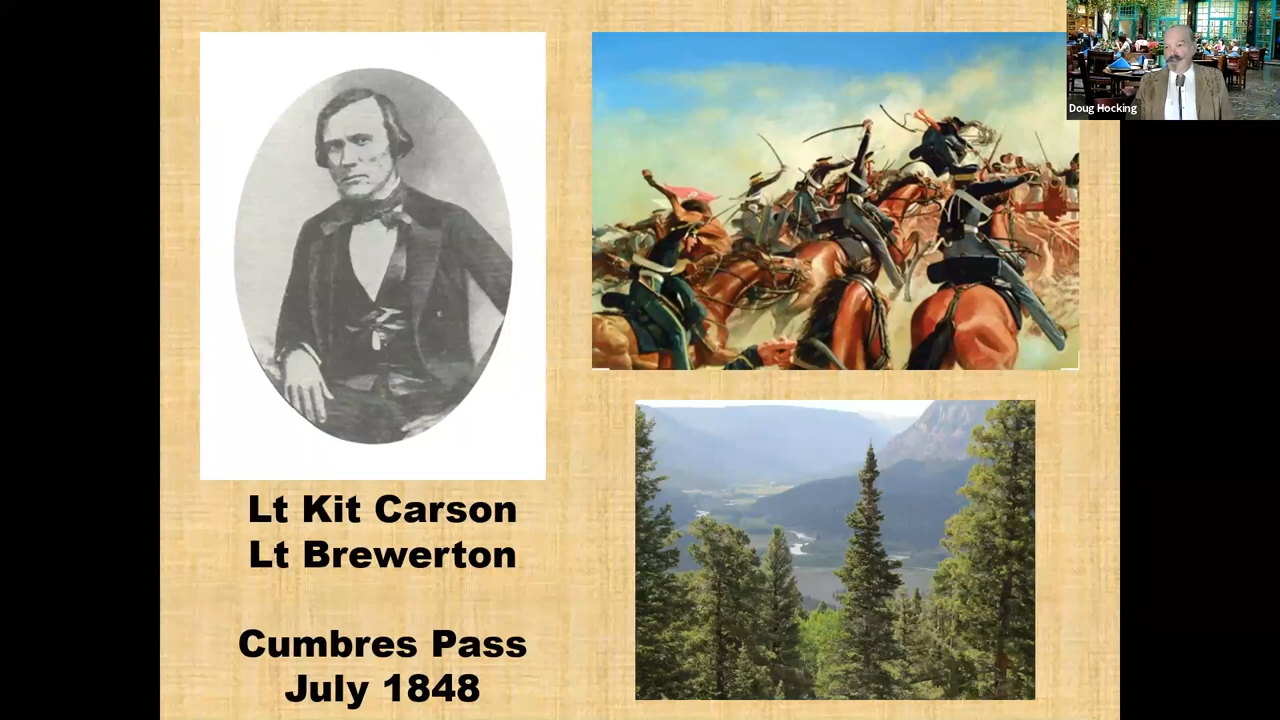 Doug Hocking
Lt Kit Carson
Lt Brewerton
Cumbres Pass
July 1848